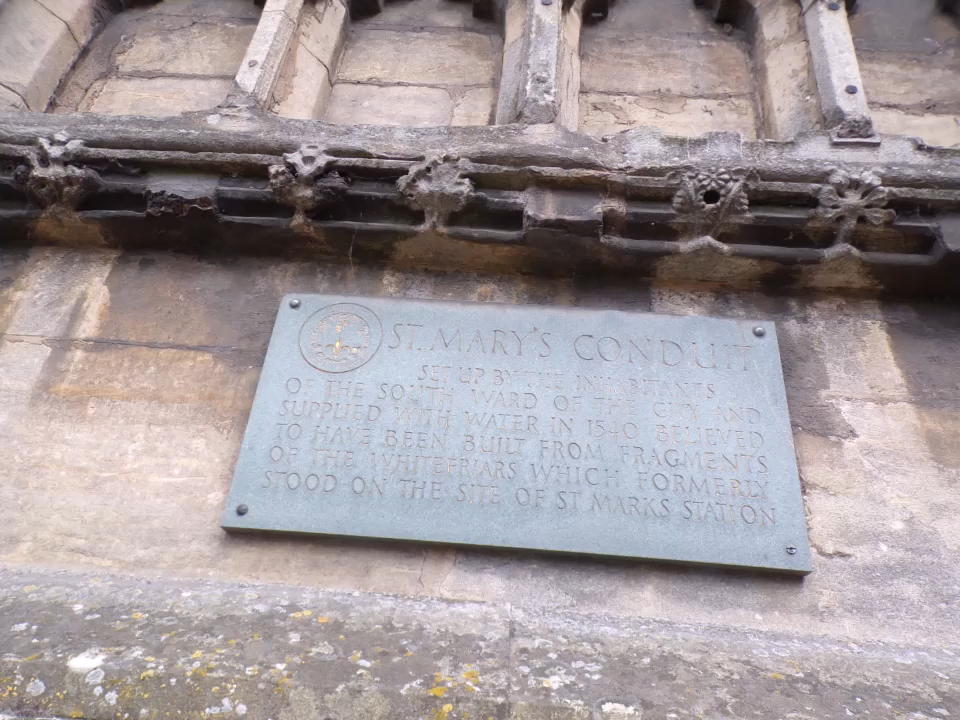 ST. MARY'S CONDUIT
SET UP BY THE INHABITANTS
OF THE SOUTH WARD OF THE CITY AND
SUPPLIED WITH WATER IN 1540 BELIEVED
TO HAVE BEEN BUILT FROM FRAGMENTS
OF THE WHITEFRIARS WHICH FORMERLY
STOOD ON THE SITE OF ST MARKS STATION